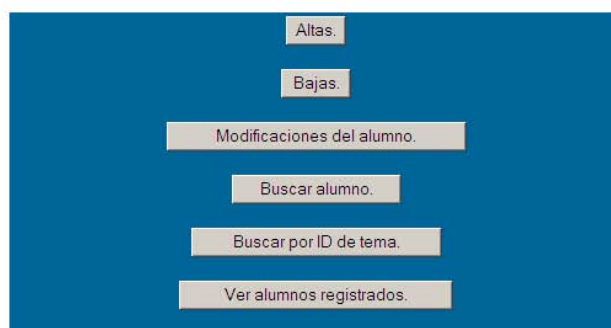 Altas.
Bajas.
Modificaciones del alumno.
Buscar alumno.
Buscar por ID de tema.
Ver alumnos registrados.